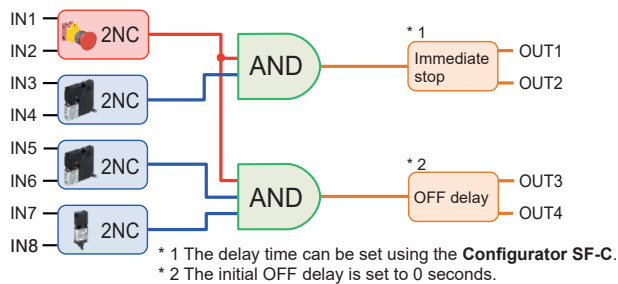 IN1
2NC
IN2
IN3
2NC
IN4
IN5
2NC
IN6
IN7
2NC
IN8
AND
AND
* 1
Immediate
stop
OUT1
OUT2
* 2
OFF delay
OUT3
OUT4
* 1 The delay time can be set using the Configurator SF-C.
* 2 The initial OFF delay is set to 0 seconds.